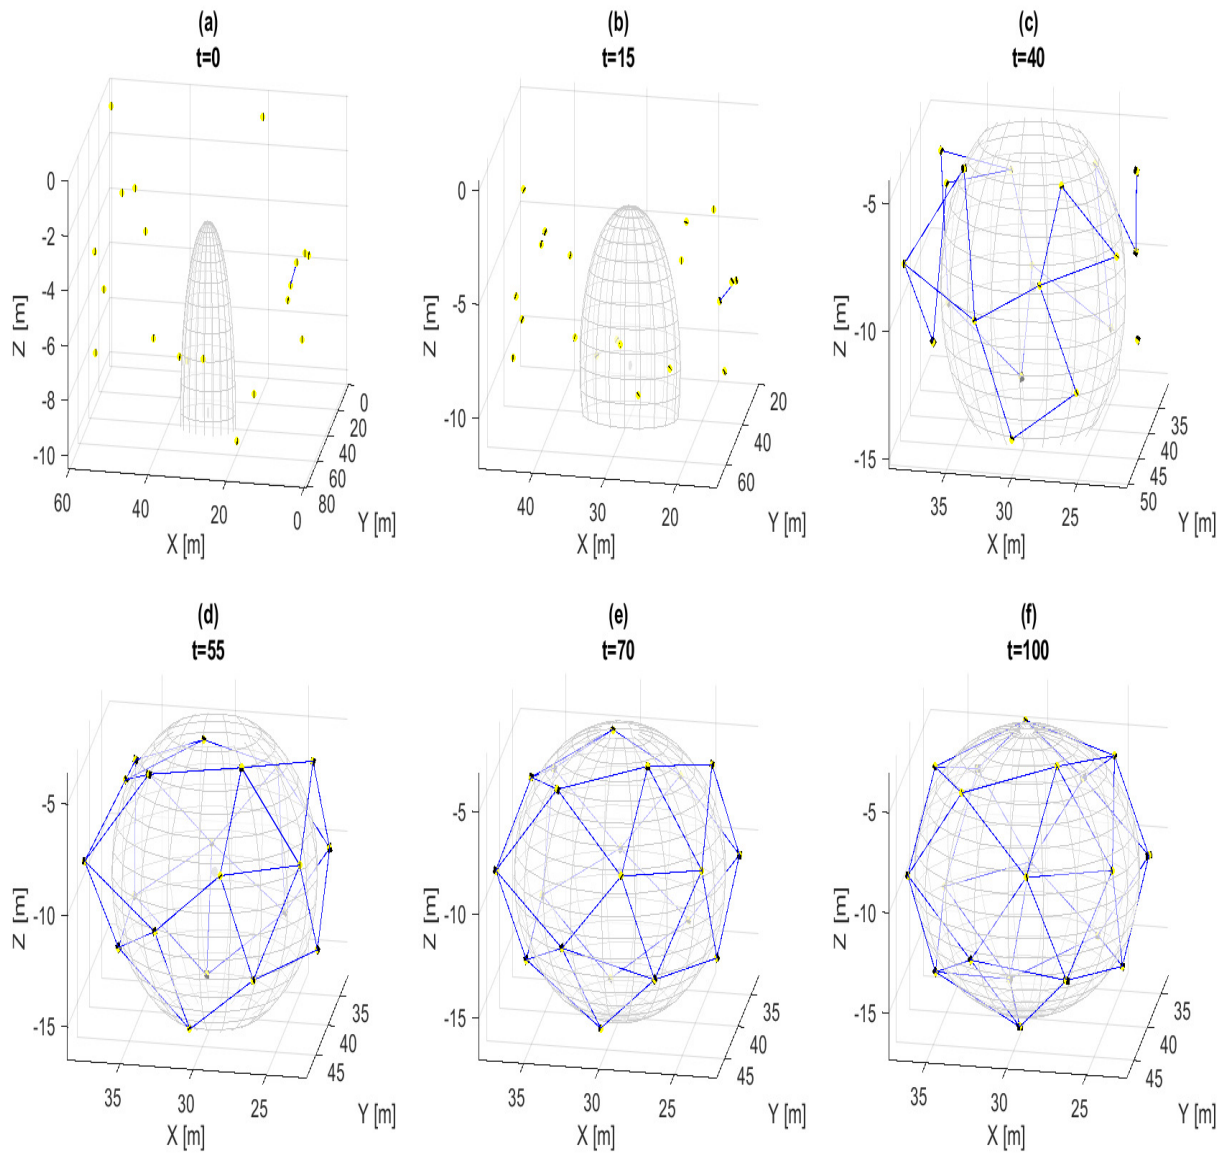 (a)
t=0
0
-2
-4
-6
-8
-10
Z [m]
60
40
20
0
X [m]
0
20
40
60
80
Y [m]
(b)
t=15
0
-5
-10
Z [m]
40
30
20
X [m]
20
40
60
Y [m]
(c)
t=40
-5
-10
-15
Z [m]
35
30
25
X [m]
35
40
45
50
Y [m]
(d)
t=55
-5
-10
-15
Z [m]
35
30
25
X [m]
35
40
45
Y [m]
(e)
t=70
-5
-10
-15
Z [m]
35
30
25
X [m]
35
40
45
Y [m]
(f)
t=100
-5
-10
-15
Z [m]
35
30
25
X [m]
35
40
45
Y [m]